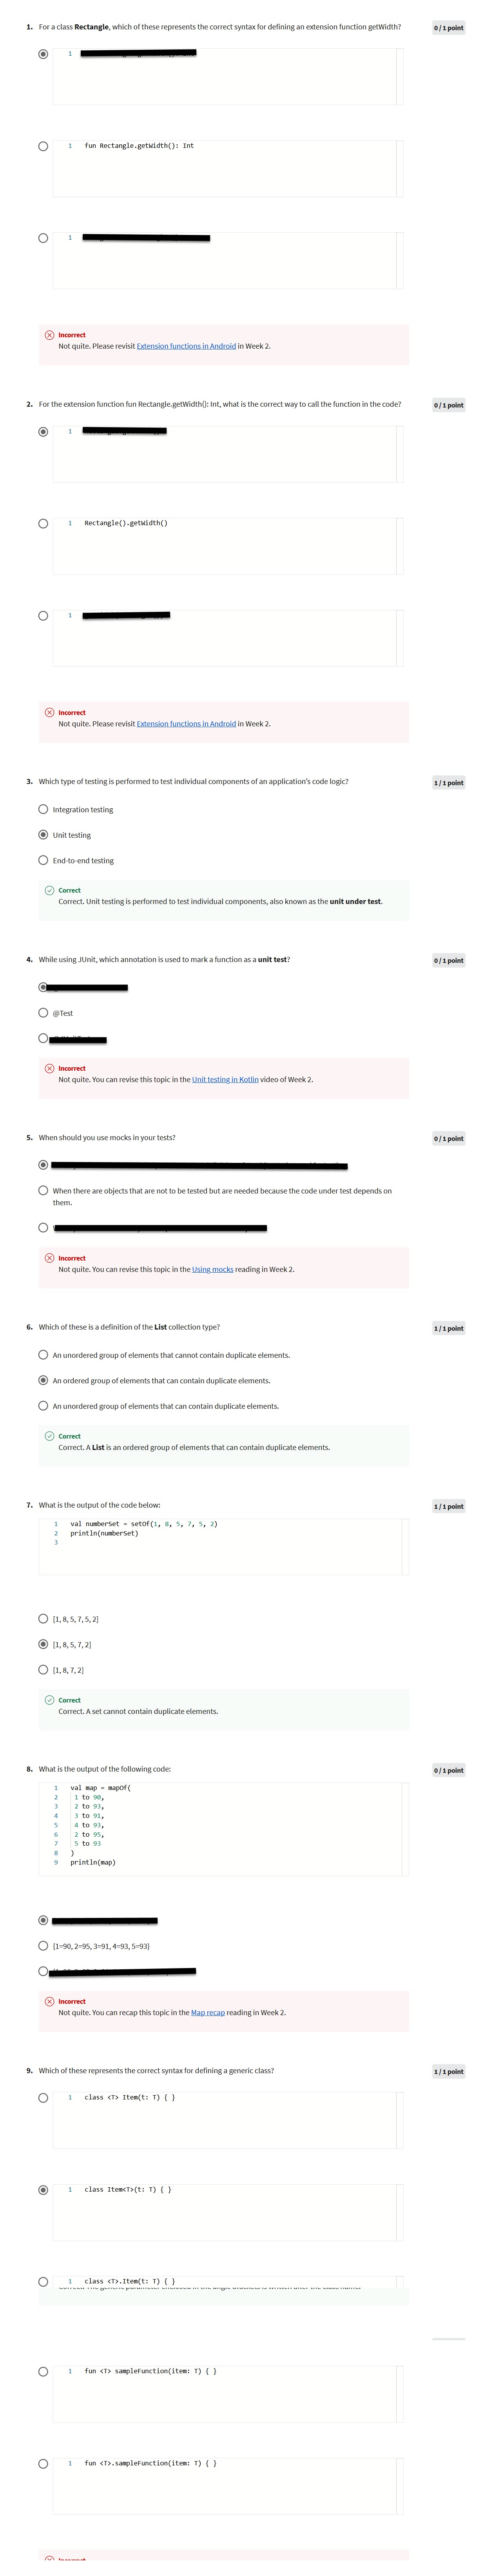 1. For a class Rectangle, which of these represents the correct syntax for defining an extension function getWidth?
0 / 1 point
1
1 fun Rectangle.getWidth(): Int
1
Incorrect
Not quite. Please revisit Extension functions in Android in Week 2.
2. For the extension function fun Rectangle.getWidth(): Int, what is the correct way to call the function in the code?
0 / 1 point
1
1 Rectangle().getWidth()
1
Incorrect
Not quite. Please revisit Extension functions in Android in Week 2.
3. Which type of testing is performed to test individual components of an application's code logic?
1 / 1 point
Integration testing
Unit testing
End-to-end testing
Correct
Correct. Unit testing is performed to test individual components, also known as the unit under test.
4. While using JUnit, which annotation is used to mark a function as a unit test?
0 / 1 point
@Test
Incorrect
Not quite. You can revise this topic in the Unit testing in Kotlin video of Week 2.
5. When should you use mocks in your tests?
0 / 1 point
When there are objects that are not to be tested but are needed because the code under test depends on
them.
Incorrect
Not quite. You can revise this topic in the Using mocks reading in Week 2.
6. Which of these is a definition of the List collection type?
1 / 1 point
An unordered group of elements that cannot contain duplicate elements.
An ordered group of elements that can contain duplicate elements.
An unordered group of elements that can contain duplicate elements.
Correct
Correct. A List is an ordered group of elements that can contain duplicate elements.
7. What is the output of the code below:
1 / 1 point
1 val numberSet = setOf(1, 8, 5, 7, 5, 2)
2 println(numberSet)
3
[1, 8, 5, 7, 5, 2]
[1, 8, 5, 7, 2]
[1, 8, 7, 2]
Correct
Correct. A set cannot contain duplicate elements.
8. What is the output of the following code:
0 / 1 point
1 val map = mapOf(
2 1 to 90,
3 2 to 93,
4 3 to 91,
5 4 to 93,
6 2 to 95,
7 5 to 93
8 )
9 println(map)
{1=90, 2=95, 3=91, 4=93, 5=93}
Incorrect
Not quite. You can recap this topic in the Map recap reading in Week 2.
9. Which of these represents the correct syntax for defining a generic class?
1 / 1 point
1 class <T> Item(t: T) { }
1 class Item<T>(t: T) { }
1 class <T>.Item(t: T) { }
1 fun <T> sampleFunction(item: T) { }
1 fun <T>.sampleFunction(item: T) { }